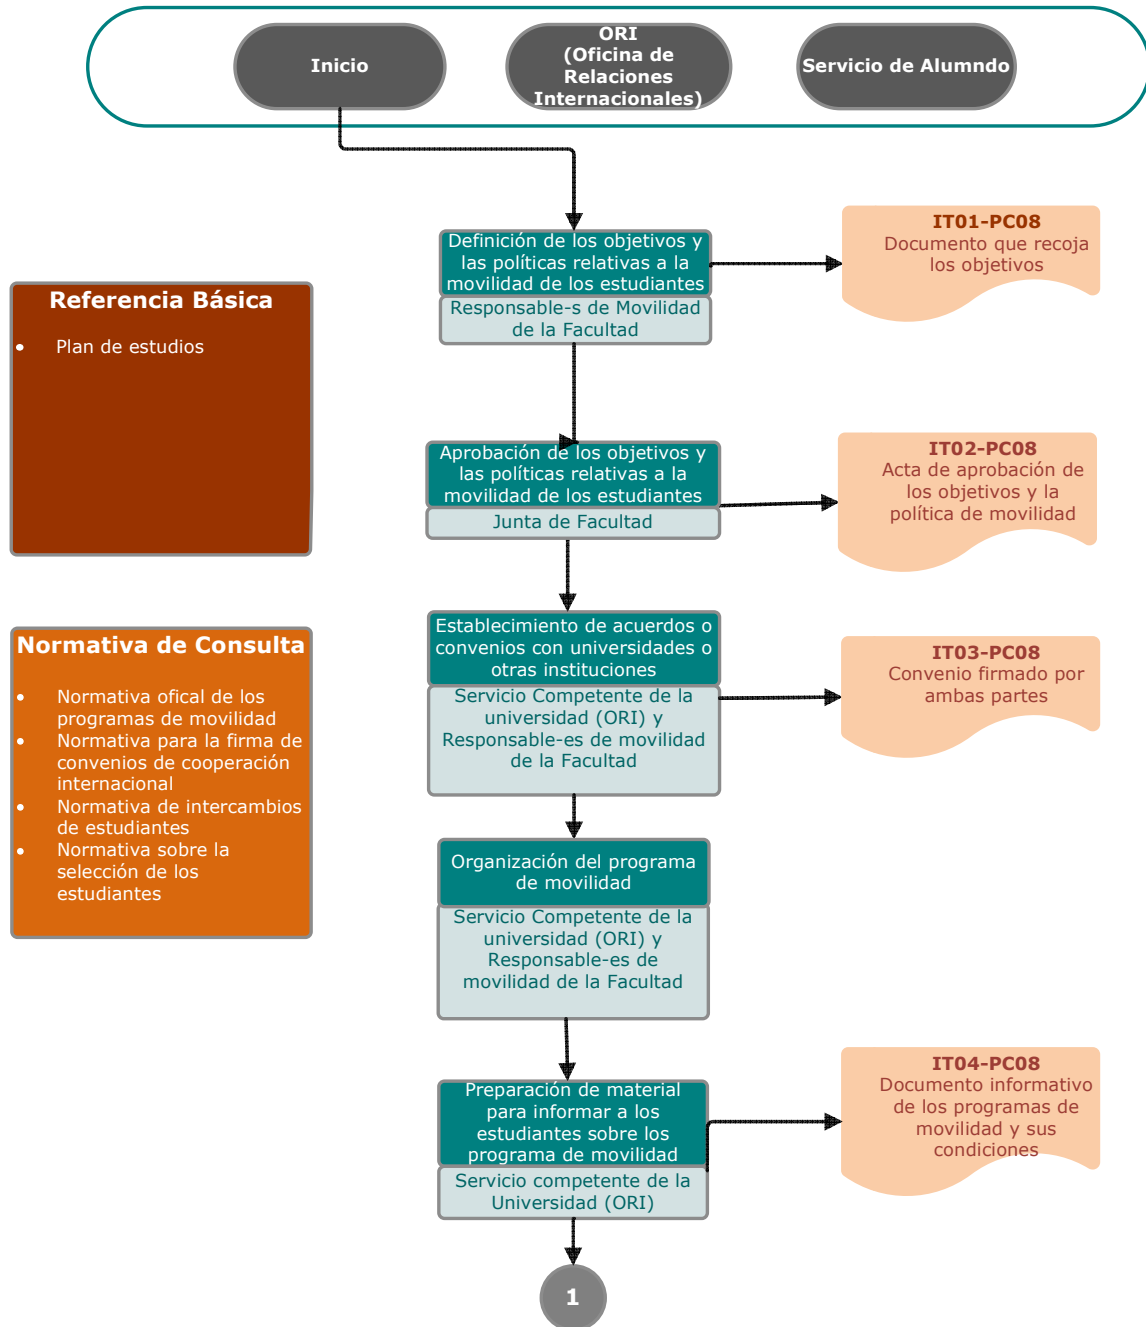 Inicio
ORI
(Oficina de
Relaciones
Internacionales)
Servicio de Alumndo
Definición de los objetivos y
las políticas relativas a la
movilidad de los estudiantes
Responsable-s de Movilidad
de la Facultad
IT01-PC08
Documento que recoja
los objetivos
Referencia Básica
• Plan de estudios
Aprobación de los objetivos y
las políticas relativas a la
movilidad de los estudiantes
Junta de Facultad
IT02-PC08
Acta de aprobación de
los objetivos y la
política de movilidad
Normativa de Consulta
• Normativa ofical de los
programas de movilidad
• Normativa para la firma de
convenios de cooperación
internacional
• Normativa de intercambios
de estudiantes
• Normativa sobre la
selección de los
estudiantes
Establecimiento de acuerdos o
convenios con universidades o
otras instituciones
Servicio Competente de la
universidad (ORI) y
Responsable-es de movilidad
de la Facultad
IT03-PC08
Convenio firmado por
ambas partes
Organización del programa
de movilidad
Servicio Competente de la
universidad (ORI) y
Responsable-es de
movilidad de la Facultad
Preparación de material
para informar a los
estudiantes sobre los
programa de movilidad
Servicio competente de la
Universidad (ORI)
IT04-PC08
Documento informativo
de los programas de
movilidad y sus
condiciones
1